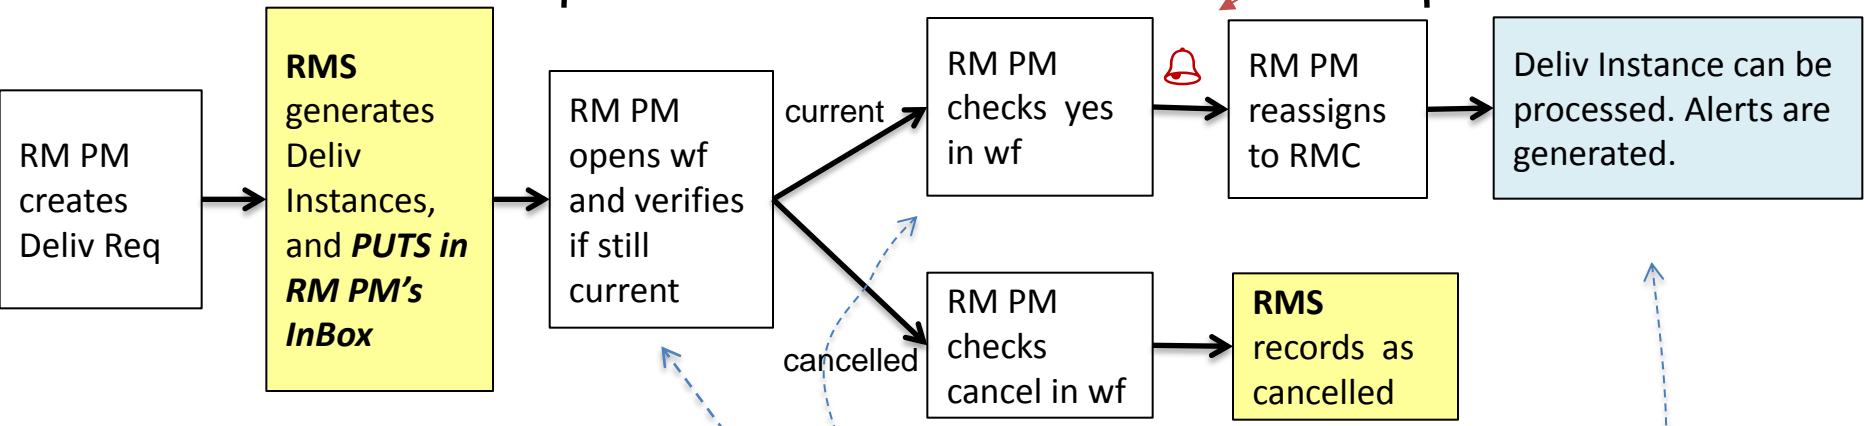 RM PM
creates
Deliv Req
RMS
generates
Deliv
Instances,
and PUTS in
RM PM’s
InBox
RM PM
opens wf
and verifies
if still
current
current
cancelled
RM PM
checks yes
in wf
RM PM
reassigns
to RMC
Deliv Instance can be
processed. Alerts are
generated.
RM PM
checks
cancel in wf
RMS
records as
cancelled